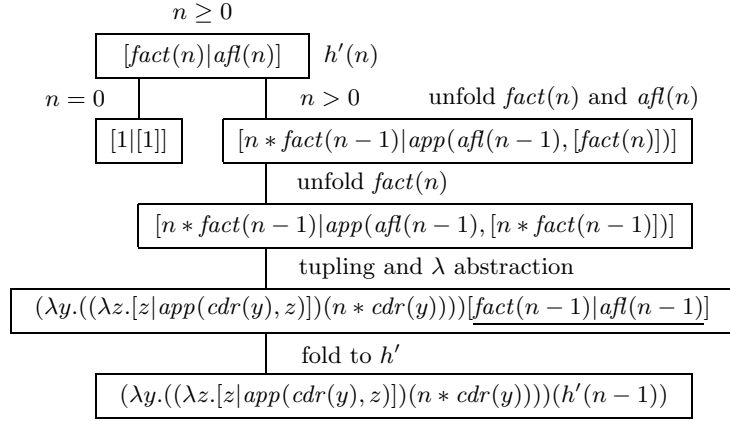 n ≥ 0
[fact(n)|afl(n)] h′(n)
n = 0 n > 0 unfold fact(n) and afl(n)
[1|[1]] [n ∗ fact(n − 1)|app(afl(n − 1), [fact(n)])]
unfold fact(n)
[n ∗ fact(n − 1)|app(afl(n − 1), [n ∗ fact(n − 1)])]
tupling and λ abstraction
(λy.((λz.[z|app(cdr(y), z)])(n ∗ cdr(y))))[fact(n − 1)|afl(n − 1)]
fold to h′
(λy.((λz.[z|app(cdr(y), z)])(n ∗ cdr(y))))(h′(n − 1))